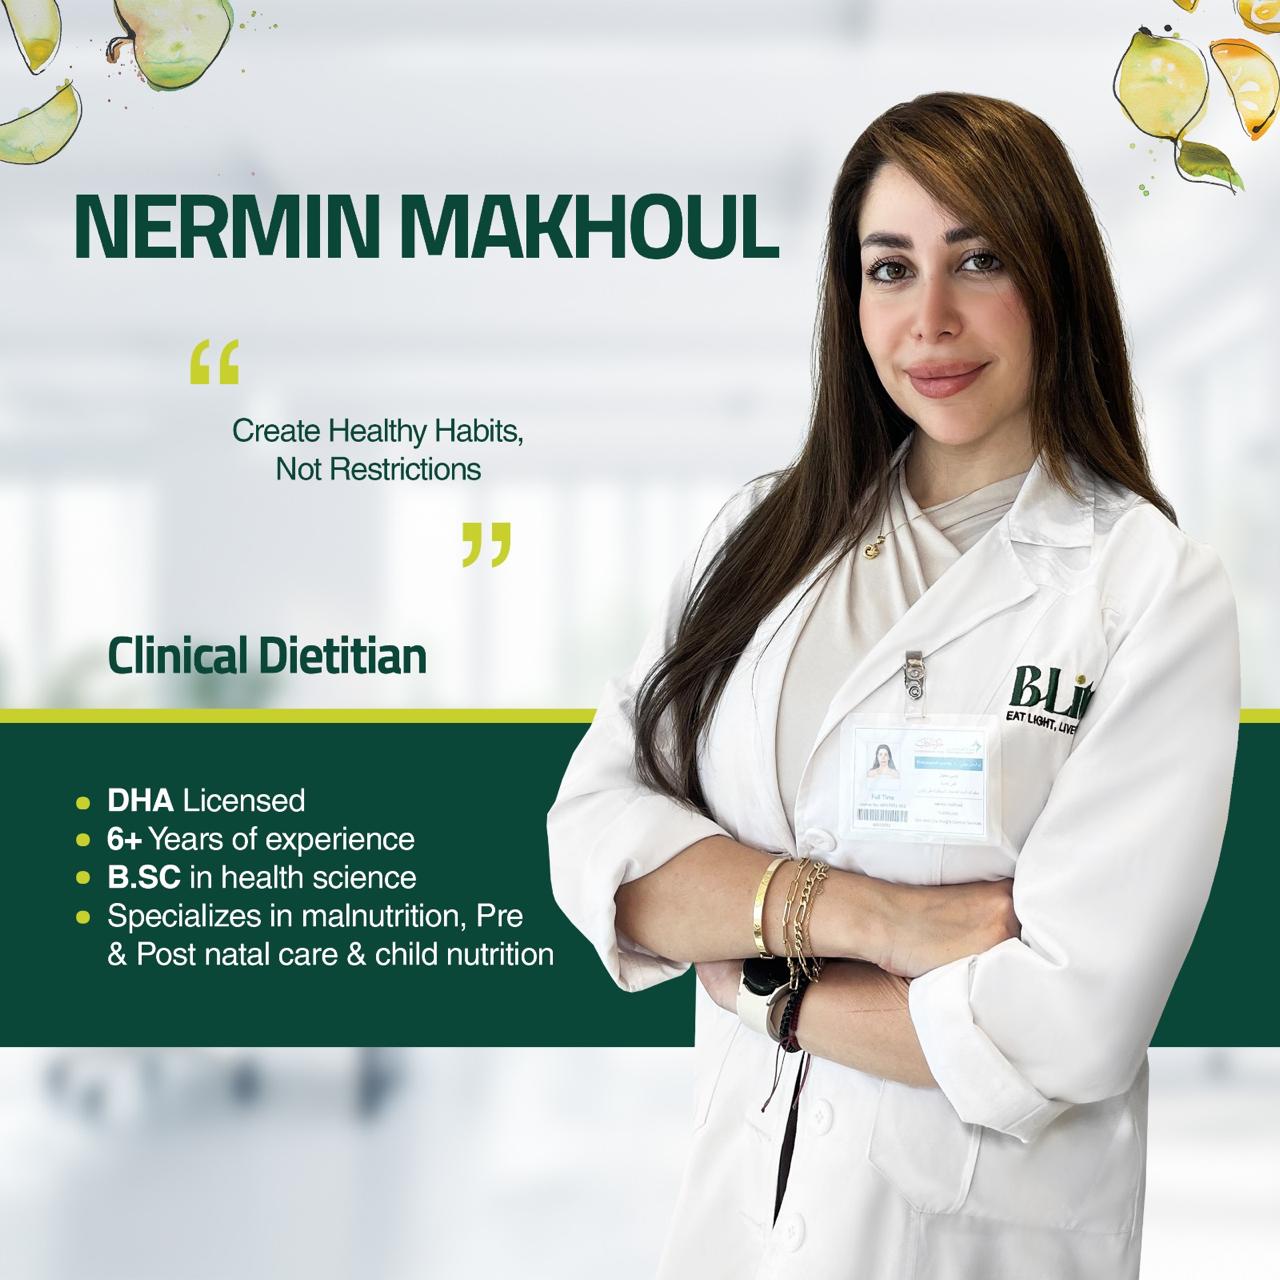 NERMIN MAKHOUL
“
Create Healthy Habits,
Not Restrictions
”
Clinical Dietitian
BLi
EAT LIGHT, LIVE
Full Time
DHA Licensed
6+ Years of experience
B.SC in health science
Specializes in malnutrition, Pre
& Post natal care & child nutrition